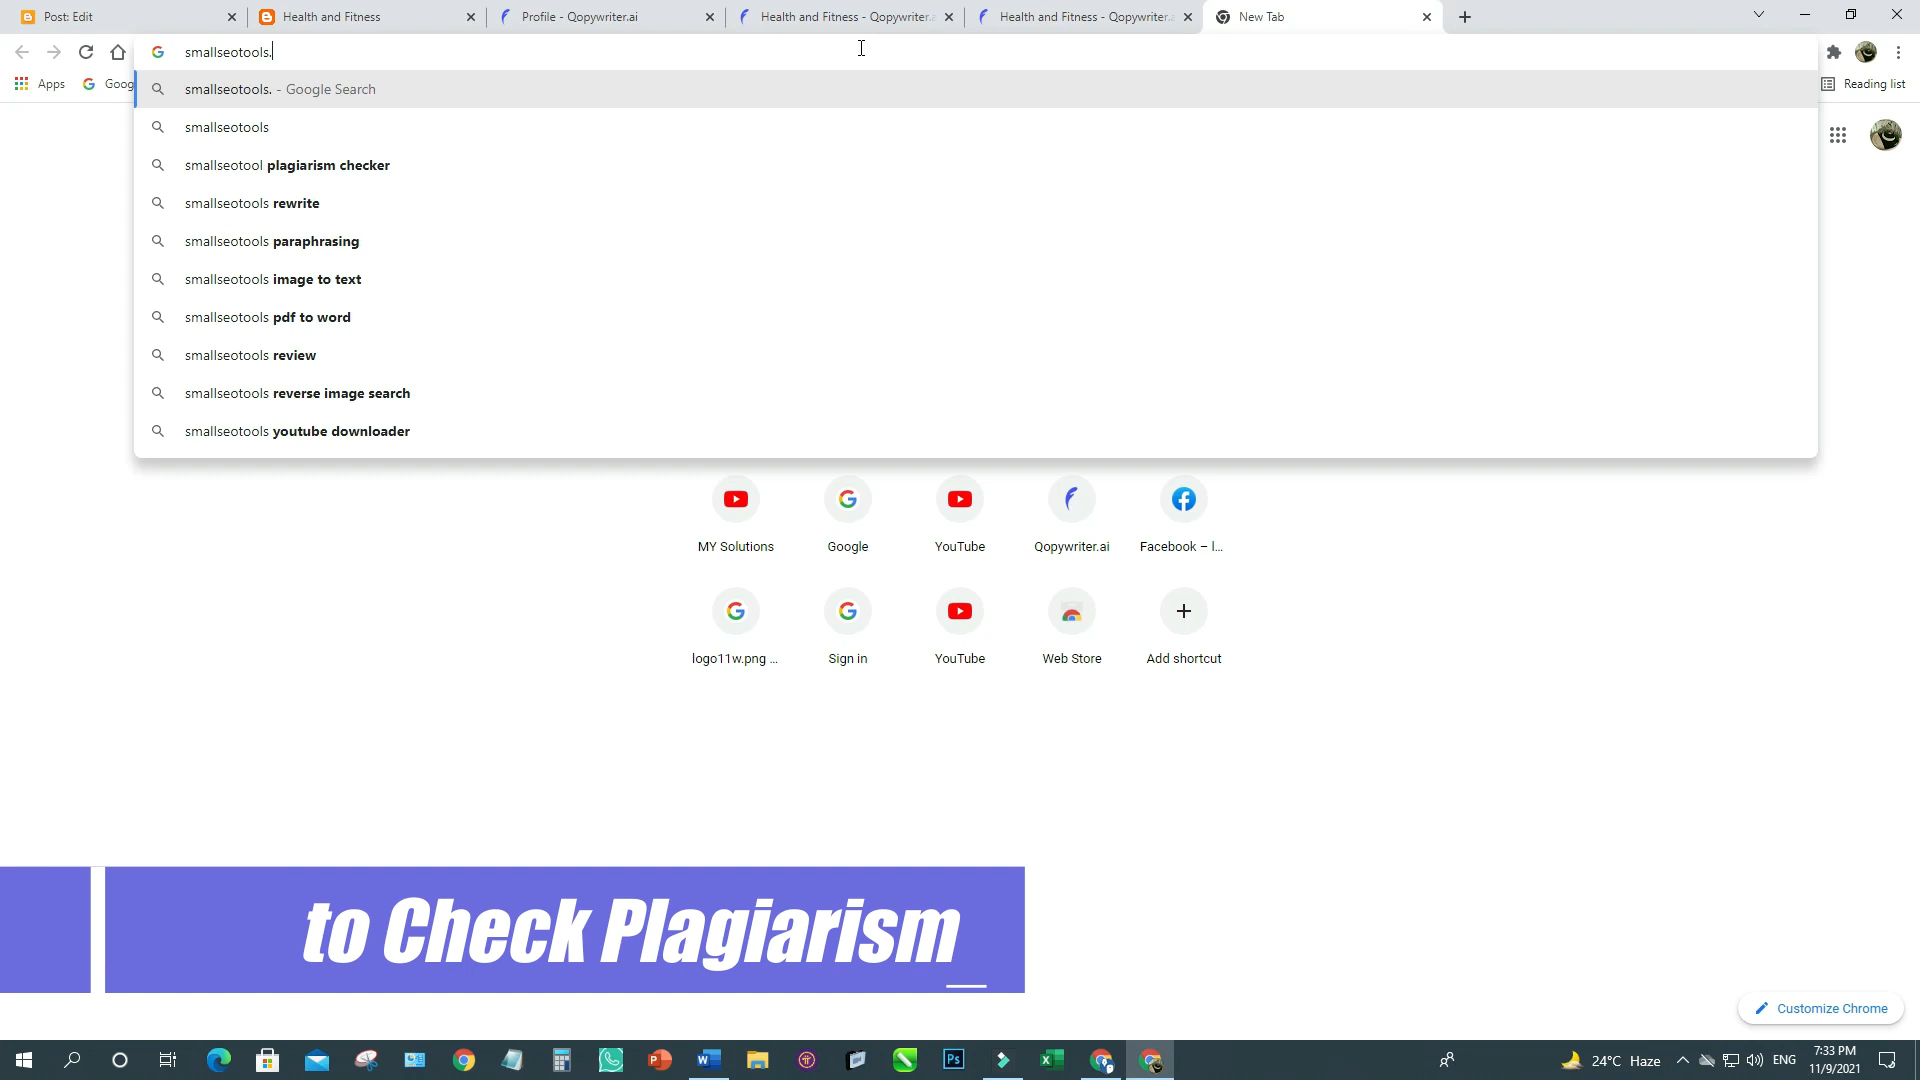 Post: Edit
Health and Fitness
Profile - Qopywriter.ai
Health and Fitness - Qopywriter.a
Health and Fitness - Qopywriter.a
New Tab
smallseotools.
Apps
Goog
Reading list
smallseotools. - Google Search
smallseotools
smallseotool plagiarism checker
smallseotools rewrite
smallseotools paraphrasing
smallseotools image to text
smallseotools pdf to word
smallseotools review
smallseotools reverse image search
smallseotools youtube downloader
MY Solutions
Google
YouTube
Qopywriter.ai
Facebook – l...
logo11w.png ...
Sign in
YouTube
Web Store
Add shortcut
to Check Plagiarism
Customize Chrome
24°C Haze
ENG
7:33 PM
11/9/2021